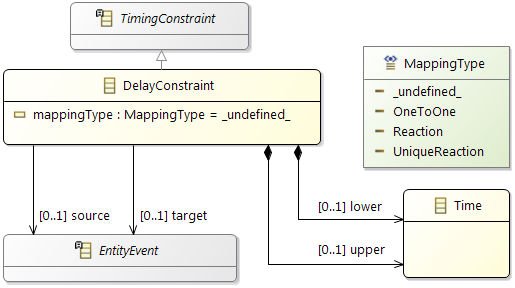 TimingConstraint
DelayConstraint
mappingType : MappingType = _undefined_
MappingType
_undefined_
OneToOne
Reaction
UniqueReaction
[0..1] source
[0..1] target
[0..1] lower
[0..1] upper
Time
EntityEvent